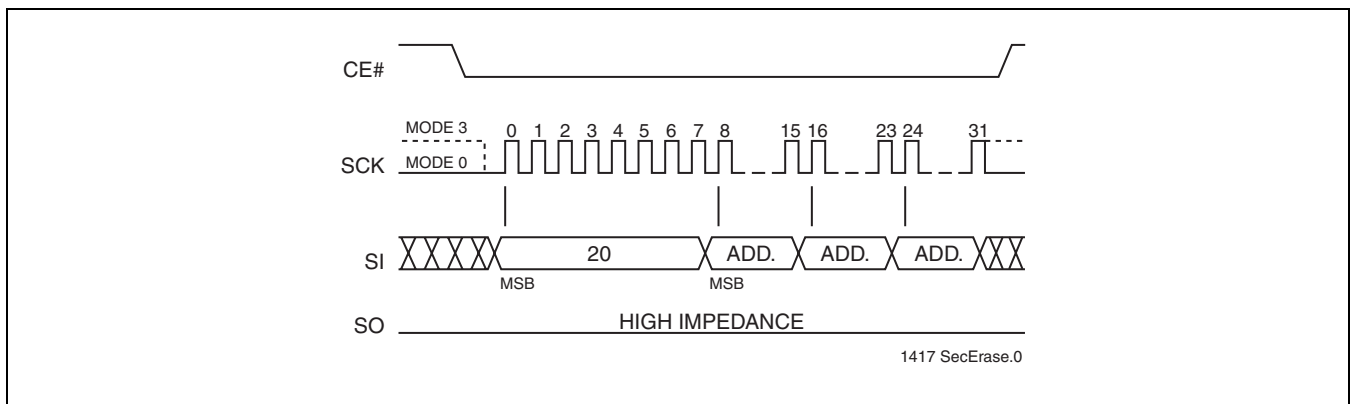 CE#
MODE 3
0 1 2 3 4 5 6 7 8 15 16 23 24 31
SCK
MODE 0
SI
20 ADD. ADD. ADD.
MSB MSB
SO
HIGH IMPEDANCE
1417 SecErase.0